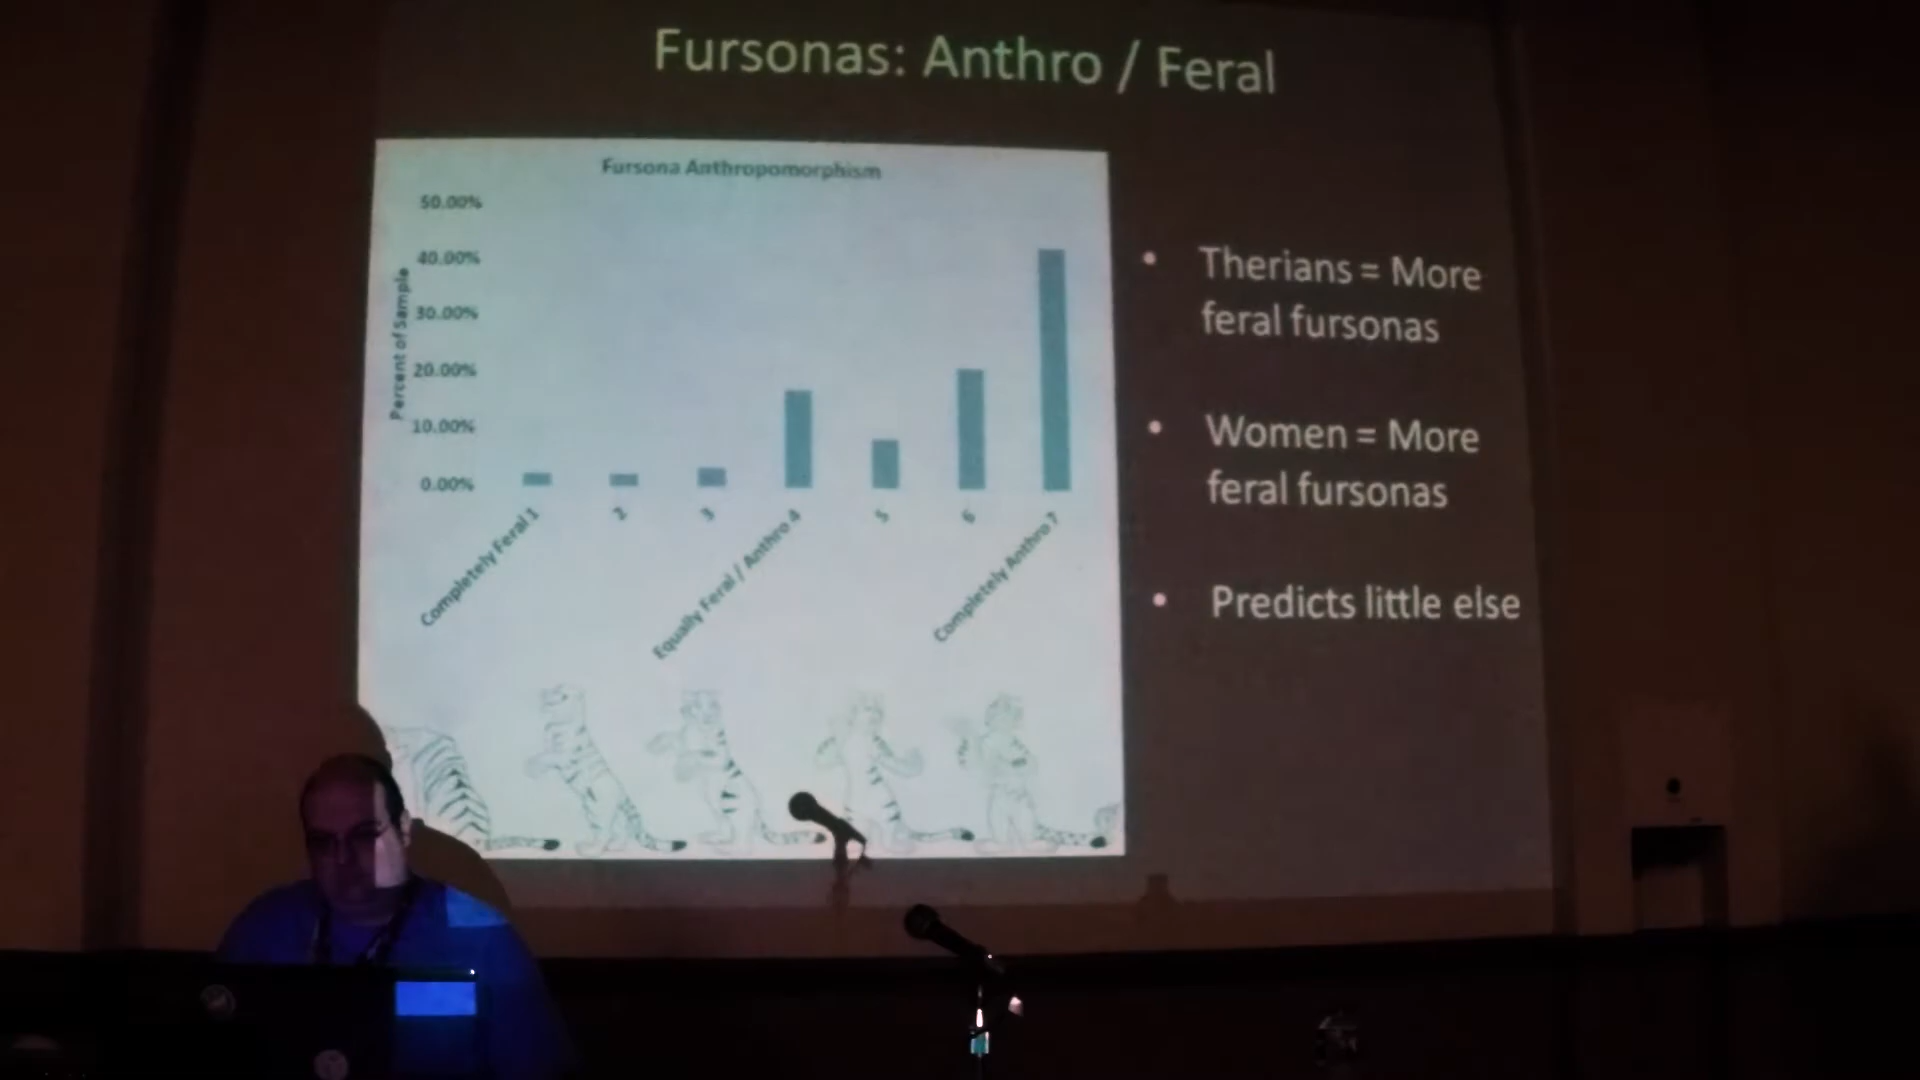 Fursonas: Anthro / Feral
Fursona Anthropomorphism
50.00%
40.00%
30.00%
20.00%
10.00%
0.00%
Percent of Sample
Completely Feral 1
2
3
Equally Feral / Anthro 4
5
6
Completely Anthro 7
• Therians = More
feral fursonas
• Women = More
feral fursonas
• Predicts little else